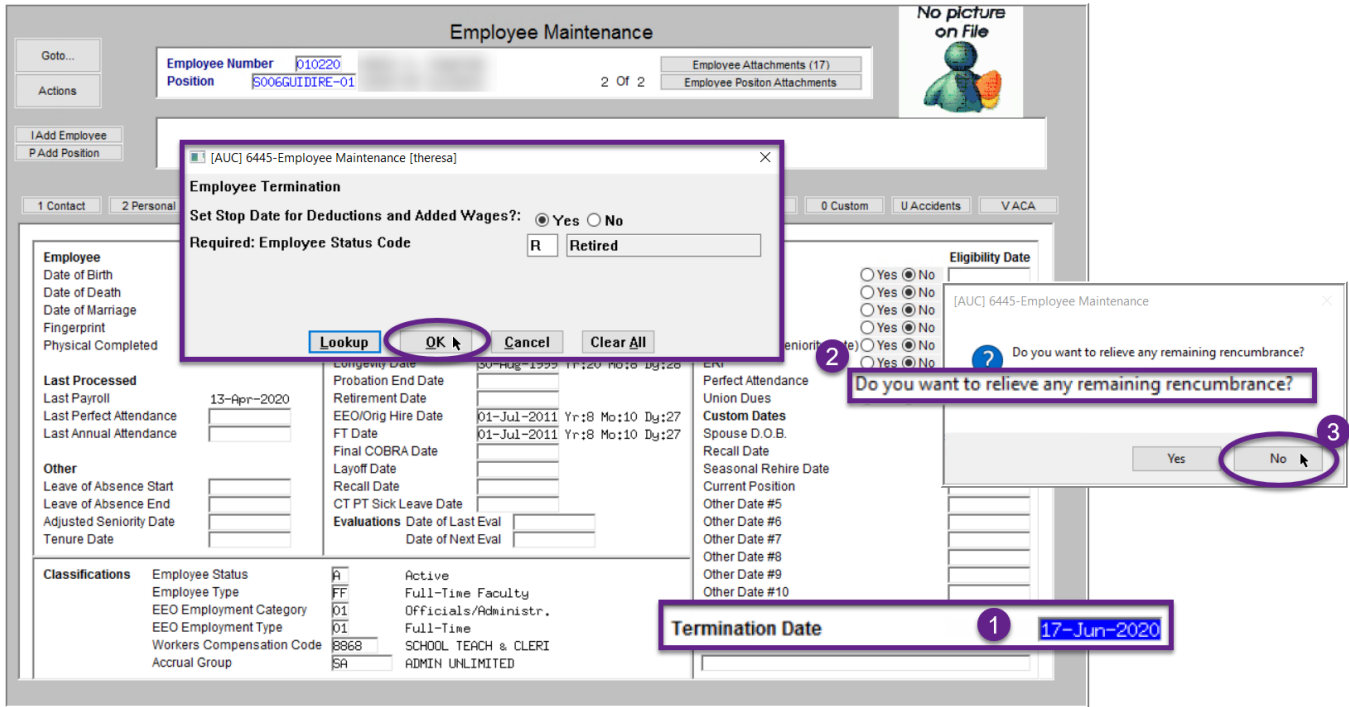 No picture
on File
Employee Maintenance
Goto...
Actions
Employee Number 010220
Position S006GUIDIRE-01
2 Of 2
Employee Attachments (17)
Employee Positon Attachments
I Add Employee
P Add Position
[AUC] 6445-Employee Maintenance [theresa]
Employee Termination
Set Stop Date for Deductions and Added Wages?: Yes No
Required: Employee Status Code R Retired
Lookup OK Cancel Clear All
1 Contact 2 Personal 0 Custom U Accidents V ACA
Employee
Date of Birth
Date of Death
Date of Marriage
Fingerprint
Physical Completed
Last Processed
Last Payroll 13-Apr-2020
Last Perfect Attendance
Last Annual Attendance
Other
Leave of Absence Start
Leave of Absence End
Adjusted Seniority Date
Tenure Date
Longevity Date 30-Aug-1999 Yr:20 Mo:8 Dy:28
Probation End Date
Retirement Date
EEO/Orig Hire Date 01-Jul-2011 Yr:8 Mo:10 Dy:27
FT Date 01-Jul-2011 Yr:8 Mo:10 Dy:27
Final COBRA Date
Layoff Date
Recall Date
CT PT Sick Leave Date
Evaluations Date of Last Eval
Date of Next Eval
Eligibility Date
Yes No
Yes No
Yes No
Yes No
Yes No
ERI Yes No
Perfect Attendance
Union Dues
Custom Dates
Spouse D.O.B.
Recall Date
Seasonal Rehire Date
Current Position
Other Date #5
Other Date #6
Other Date #7
Other Date #8
Other Date #9
Other Date #10
Termination Date 1 17-Jun-2020
[AUC] 6445-Employee Maintenance
Do you want to relieve any remaining rencumbrance?
2
Do you want to relieve any remaining rencumbrance?
3
Yes No
Classifications Employee Status A Active
Employee Type FF Full-Time Faculty
EEO Employment Category 01 Officials/Administr.
EEO Employment Type 01 Full-Time
Workers Compensation Code 8868 SCHOOL TEACH & CLERI
Accrual Group SA ADMIN UNLIMITED